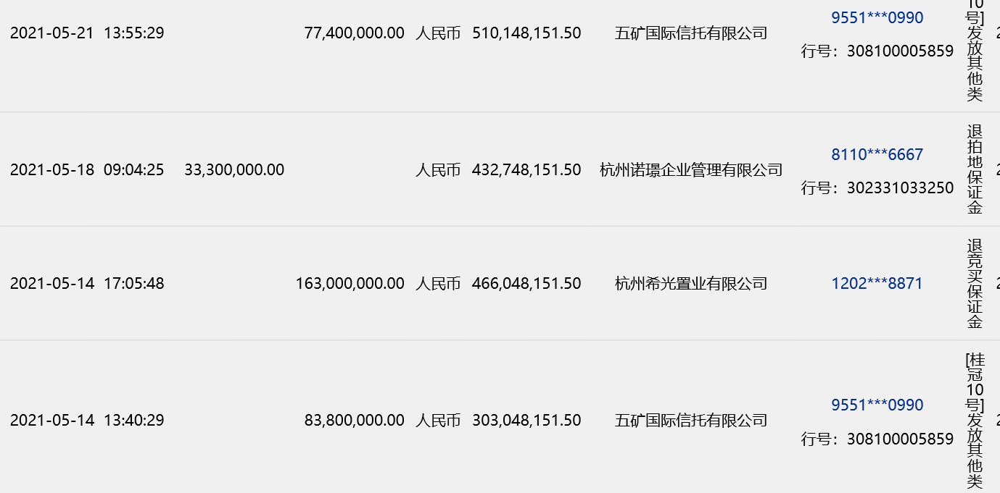 2021-05-21 13:55:29 77,400,000.00 人民币 510,148,151.50 五矿国际信托有限公司 9551***0990 行号：308100005859 10号]发放其他类
2021-05-18 09:04:25 33,300,000.00 人民币 432,748,151.50 杭州诺璟企业管理有限公司 8110***6667 行号：302331033250 退拍地保证金
2021-05-14 17:05:48 163,000,000.00 人民币 466,048,151.50 杭州希光置业有限公司 1202***8871 退竞买保证金
2021-05-14 13:40:29 83,800,000.00 人民币 303,048,151.50 五矿国际信托有限公司 9551***0990 行号：308100005859 [桂冠10号]发放其他类